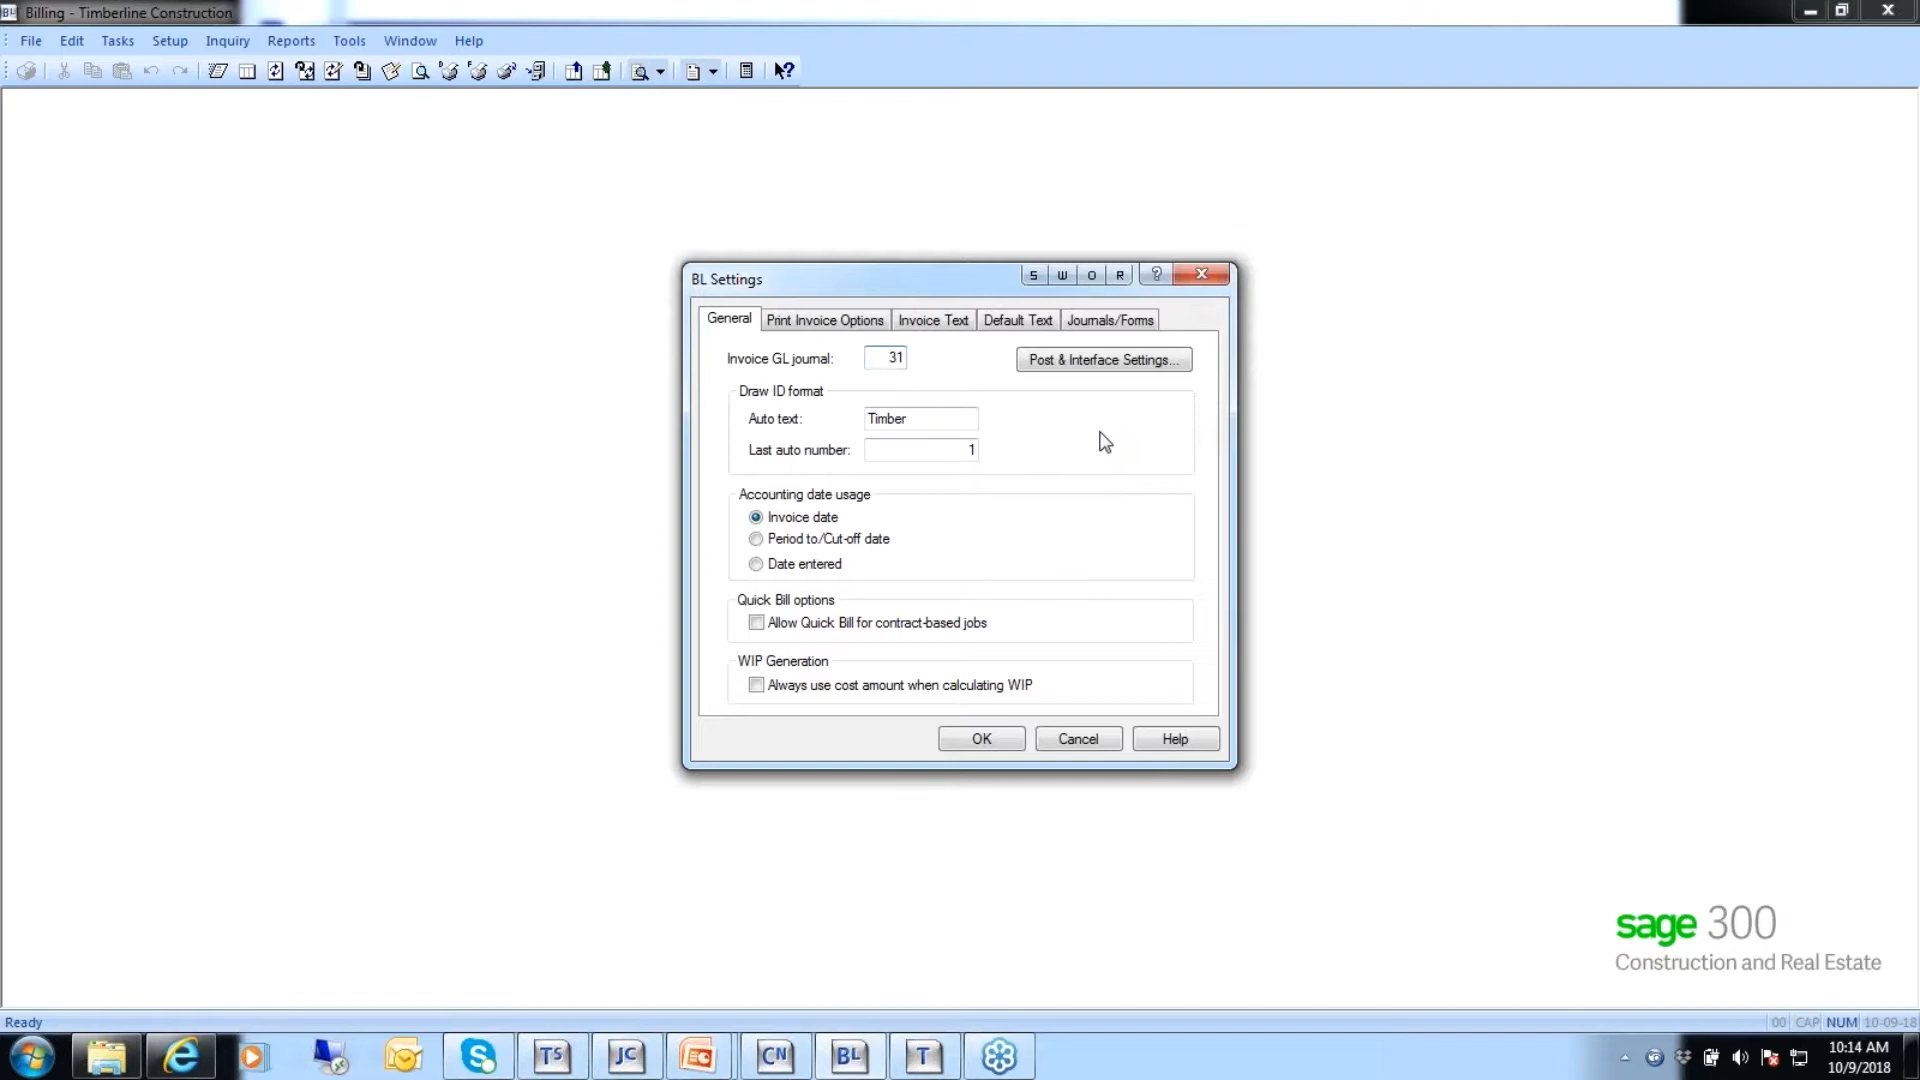 BL Billing - Timberline Construction
File Edit Tasks Setup Inquiry Reports Tools Window Help
BL Settings S W O R ?
General Print Invoice Options Invoice Text Default Text Journals/Forms
Invoice GL journal: 31 Post & Interface Settings...
Draw ID format
Auto text: Timber
Last auto number: 1
Accounting date usage
Invoice date
Period to/Cut-off date
Date entered
Quick Bill options
Allow Quick Bill for contract-based jobs
WIP Generation
Always use cost amount when calculating WIP
OK Cancel Help
sage 300
Construction and Real Estate
Ready 00 CAP NUM 10-09-18
TS JC CN BL T 10:14 AM
10/9/2018